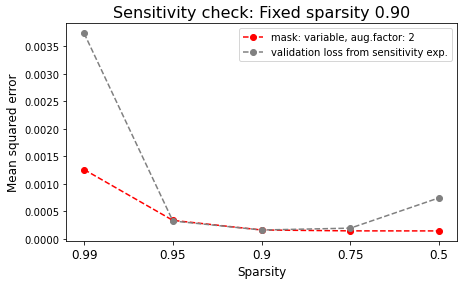 Sensitivity check: Fixed sparsity 0.90
mask: variable, aug.factor: 2
validation loss from sensitivity exp.
Mean squared error
0.0035
0.0030
0.0025
0.0020
0.0015
0.0010
0.0005
0.0000
0.99 0.95 0.9 0.75 0.5
Sparsity